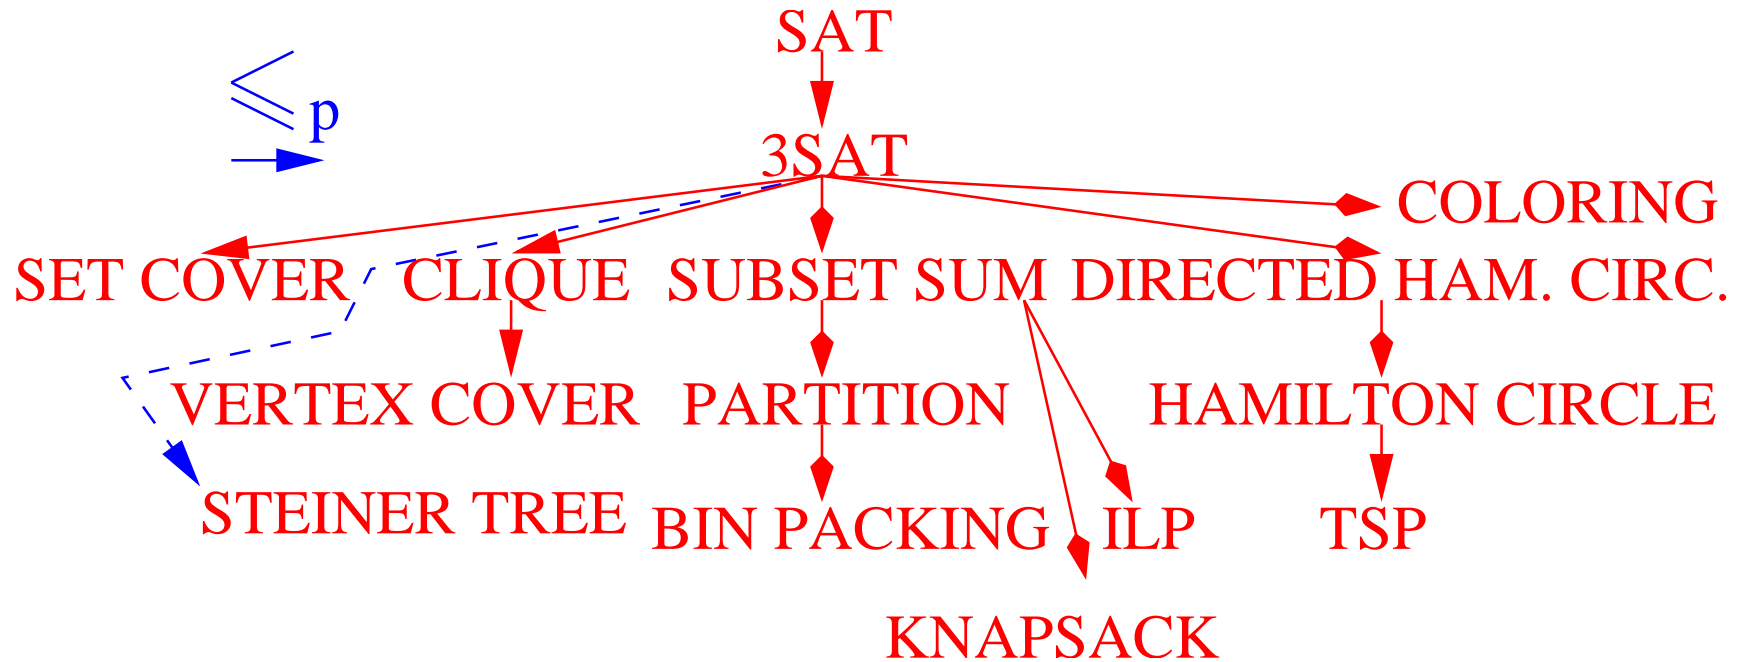 SAT
p
3SAT
COLORING
SET COVER CLIQUE SUBSET SUM DIRECTED HAM. CIRC.
VERTEX COVER PARTITION HAMILTON CIRCLE
STEINER TREE BIN PACKING ILP TSP
KNAPSACK